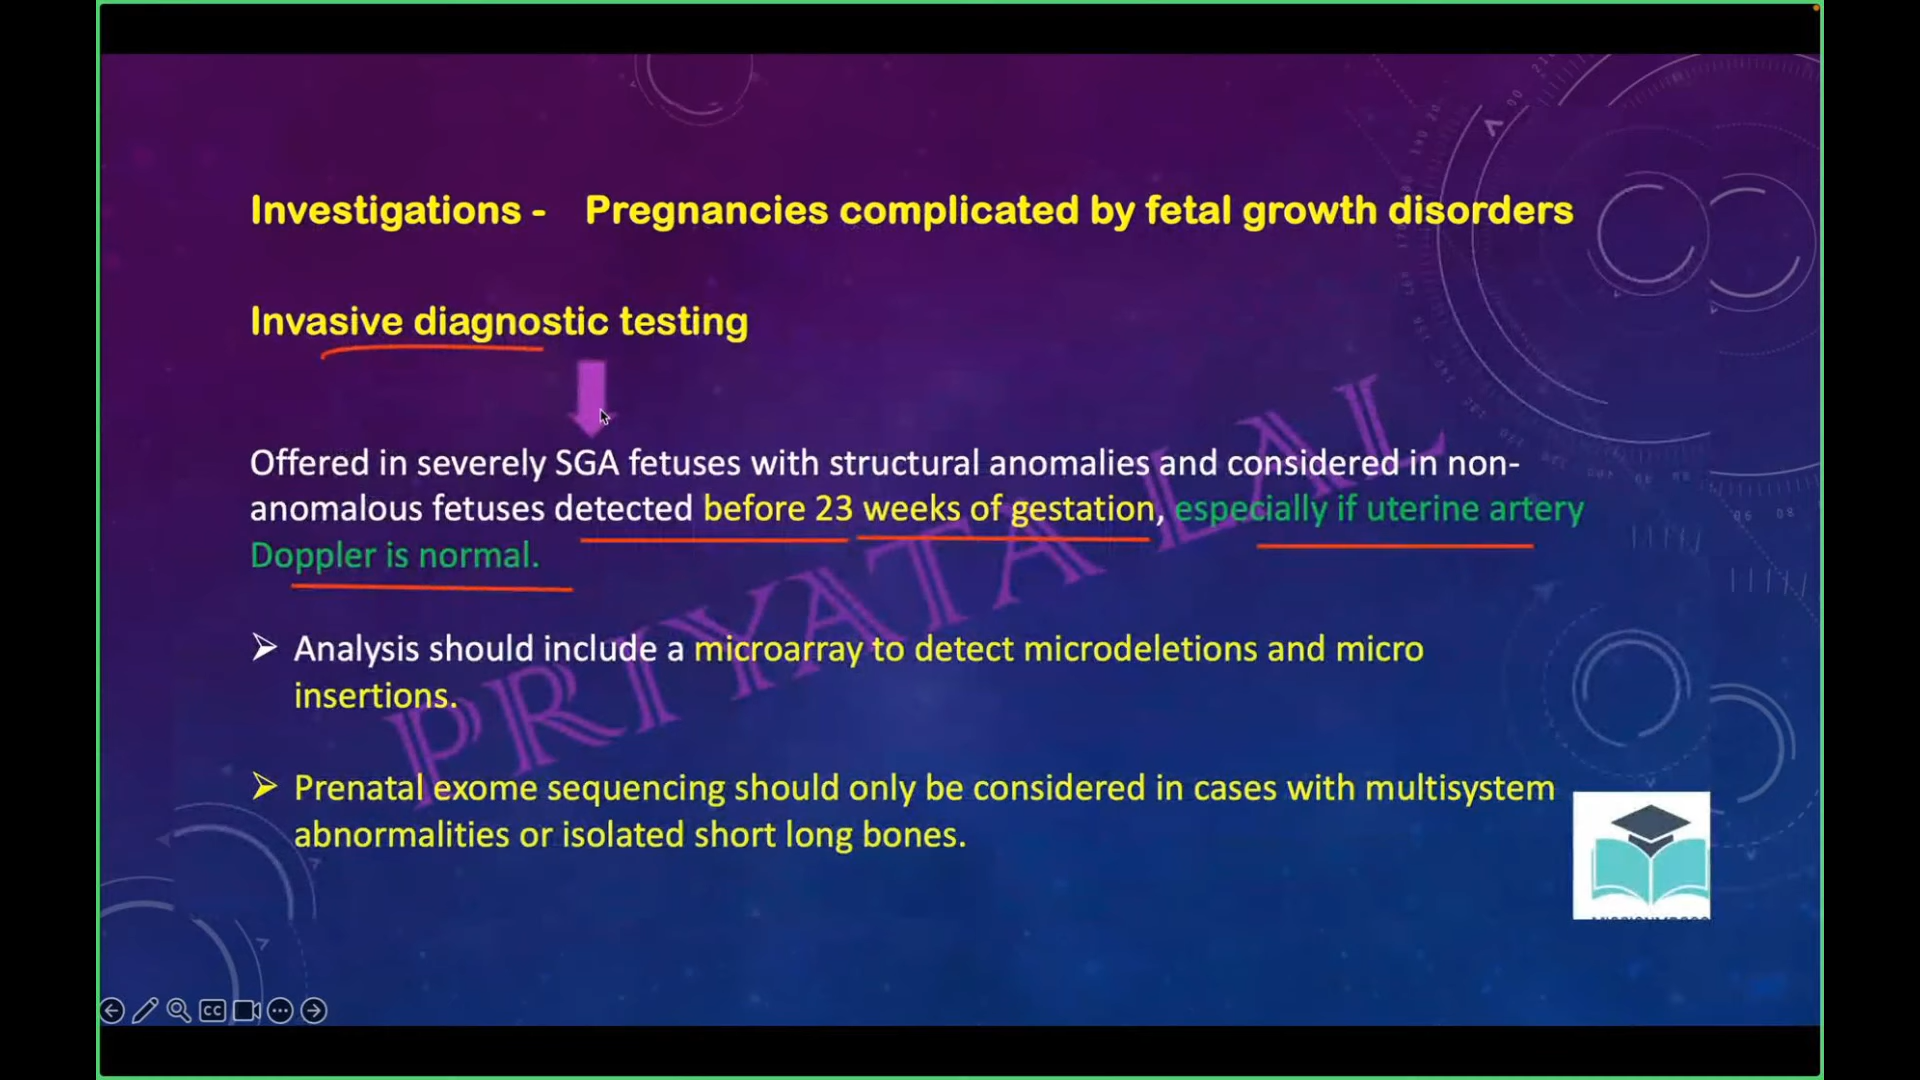 Investigations - Pregnancies complicated by fetal growth disorders
Invasive diagnostic testing
Offered in severely SGA fetuses with structural anomalies and considered in non-
anomalous fetuses detected before 23 weeks of gestation, especially if uterine artery
Doppler is normal.
Analysis should include a microarray to detect microdeletions and micro
insertions.
Prenatal exome sequencing should only be considered in cases with multisystem
abnormalities or isolated short long bones.
PRIYATA LAL
CC